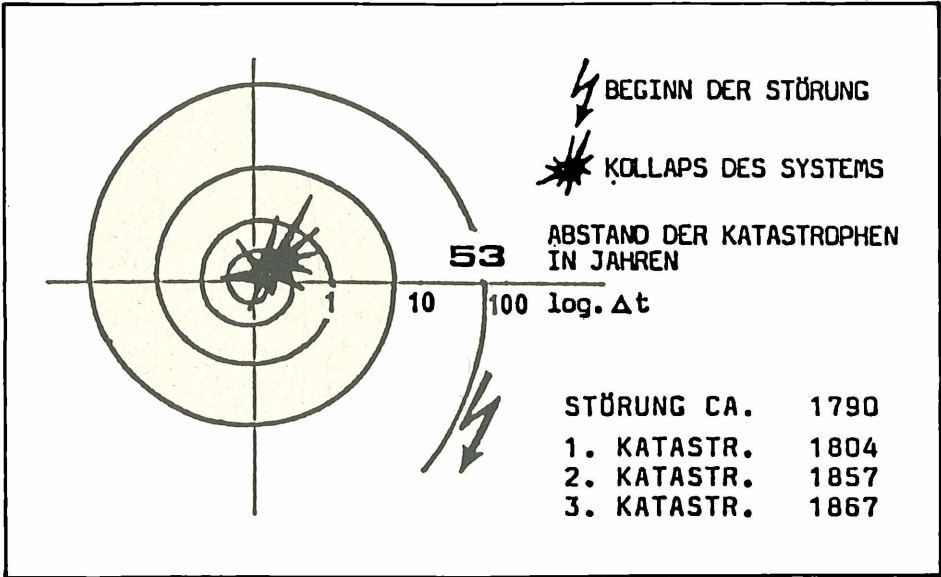 BEGINN DER STÖRUNG
KOLLAPS DES SYSTEMS
53
ABSTAND DER KATASTROPHEN
IN JAHREN
1 10 100 log. Δt
STÖRUNG CA. 1790
1. KATASTR. 1804
2. KATASTR. 1857
3. KATASTR. 1867